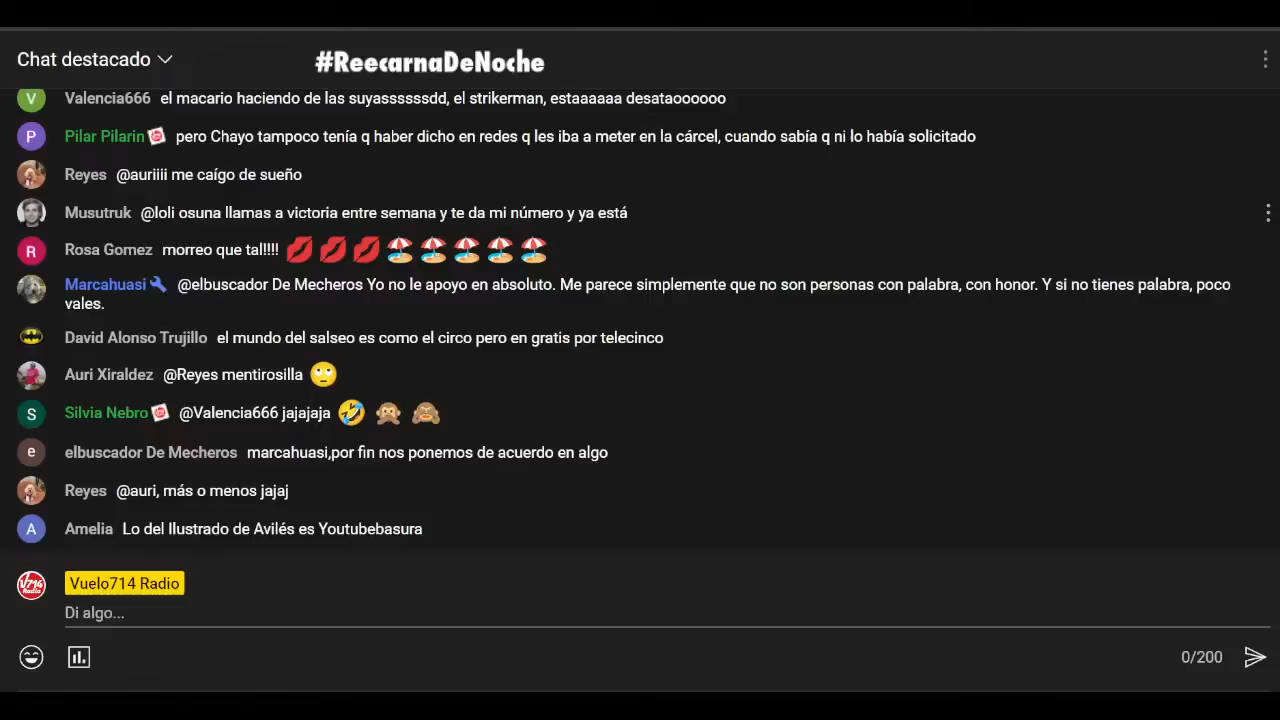 Chat destacado
#ReecarnaDeNoche
V
Valencia666 el macario haciendo de las suyassssssdd, el strikerman, estaaaaaa desataoooooo
P
Pilar Pilarin pero Chayo tampoco tenía q haber dicho en redes q les iba a meter en la cárcel, cuando sabía q ni lo había solicitado
Reyes @auriiii me caígo de sueño
Musutruk @loli osuna llamas a victoria entre semana y te da mi número y ya está
R
Rosa Gomez morreo que tal!!!! 💋💋💋🏖️🏖️🏖️🏖️🏖️
Marcahuasi @elbuscador De Mecheros Yo no le apoyo en absoluto. Me parece simplemente que no son personas con palabra, con honor. Y si no tienes palabra, poco
vales.
David Alonso Trujillo el mundo del salseo es como el circo pero en gratis por telecinco
Auri Xiraldez @Reyes mentirosilla 🙄
S
Silvia Nebro @Valencia666 jajajaja 🤣🙊🙈
e
elbuscador De Mecheros marcahuasi,por fin nos ponemos de acuerdo en algo
Reyes @auri, más o menos jajaj
A
Amelia Lo del Ilustrado de Avilés es Youtubebasura
V714
Radio
Vuelo714 Radio
Di algo...
0/200